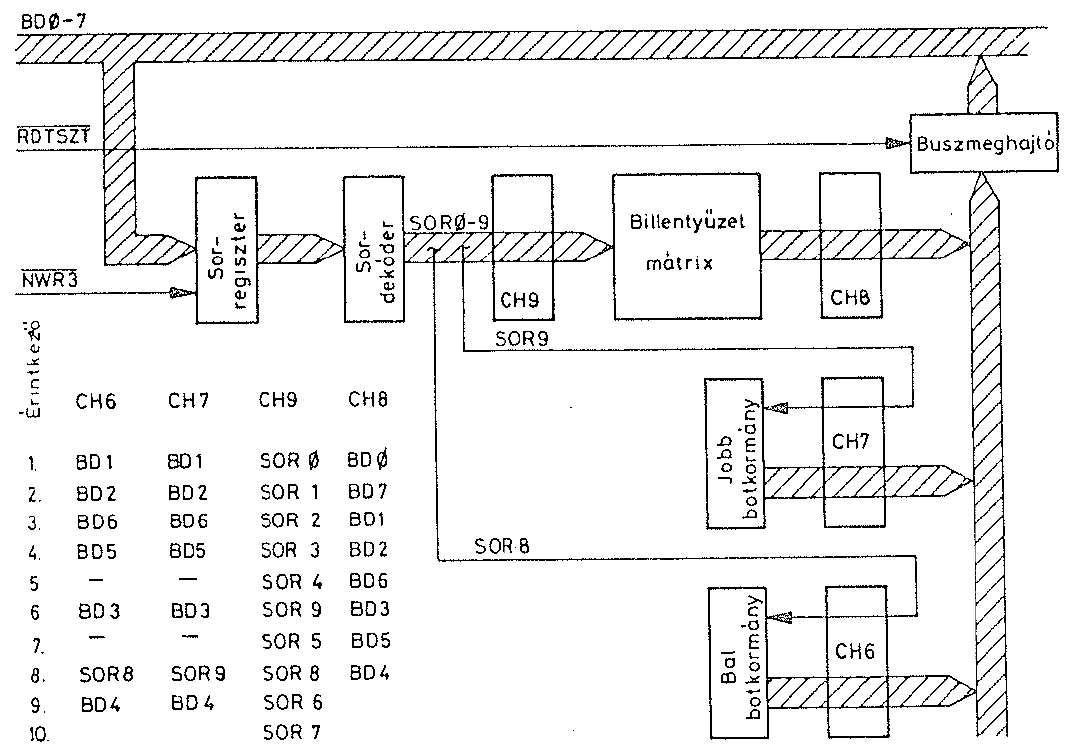 BDØ-7
RDTSZT
Buszmeghajtó
Sor-
regiszter
Sor-
dekóder
SORØ-9
CH9
Billentyűzet
mátrix
CH8
NWR3
SOR9
Jobb
botkormány
CH7
SOR8
Bal
botkormány
CH6
Érintkező CH6 CH7 CH9 CH8
1. BD1 BD1 SOR Ø BDØ
2. BD2 BD2 SOR 1 BD7
3. BD6 BD6 SOR 2 BD1
4. BD5 BD5 SOR 3 BD2
5 — — SOR 4 BD6
6 BD3 BD3 SOR 9 BD3
7. — — SOR 5 BD5
8. SOR8 SOR9 SOR 8 BD4
9. BD4 BD4 SOR 6
10. SOR 7